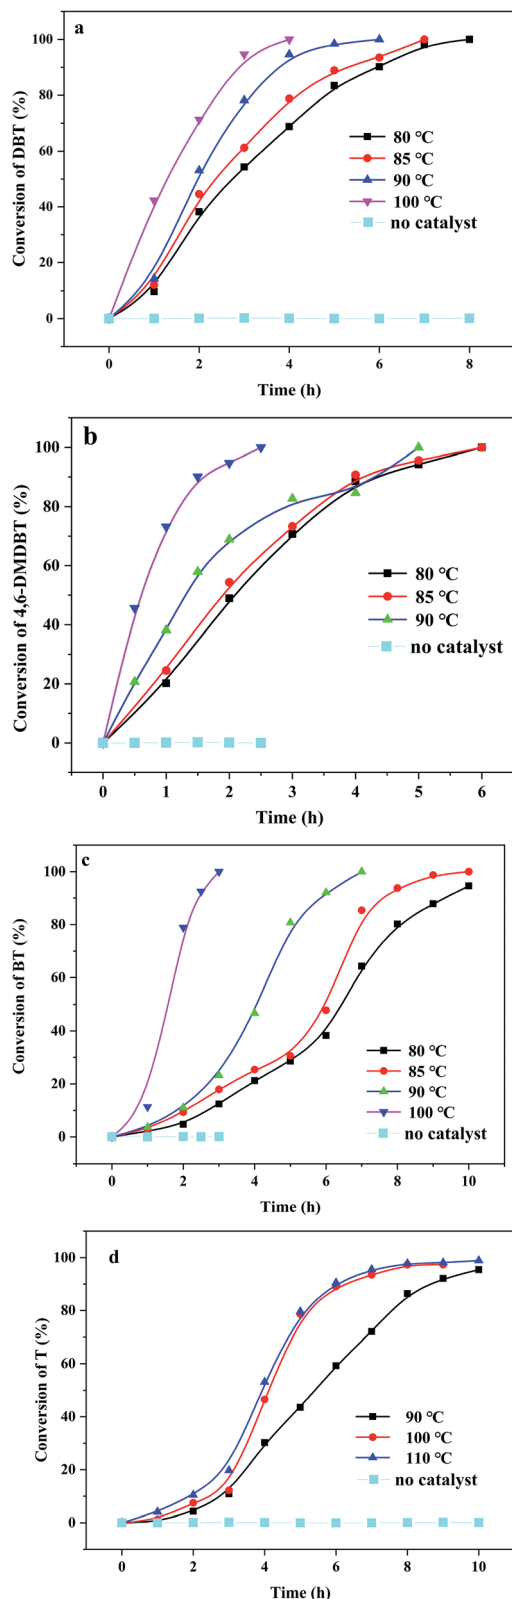 a
100
80
60
40
20
0
Conversion of DBT (%)
80 °C
85 °C
90 °C
100 °C
no catalyst
0 2 4 6 8
Time (h)
b
100
80
60
40
20
0
Conversion of 4,6-DMDBT (%)
80 °C
85 °C
90 °C
no catalyst
0 1 2 3 4 5 6
Time (h)
c
100
80
60
40
20
0
Conversion of BT (%)
80 °C
85 °C
90 °C
100 °C
no catalyst
0 2 4 6 8 10
Time (h)
d
100
80
60
40
20
0
Conversion of T (%)
90 °C
100 °C
110 °C
no catalyst
0 2 4 6 8 10
Time (h)